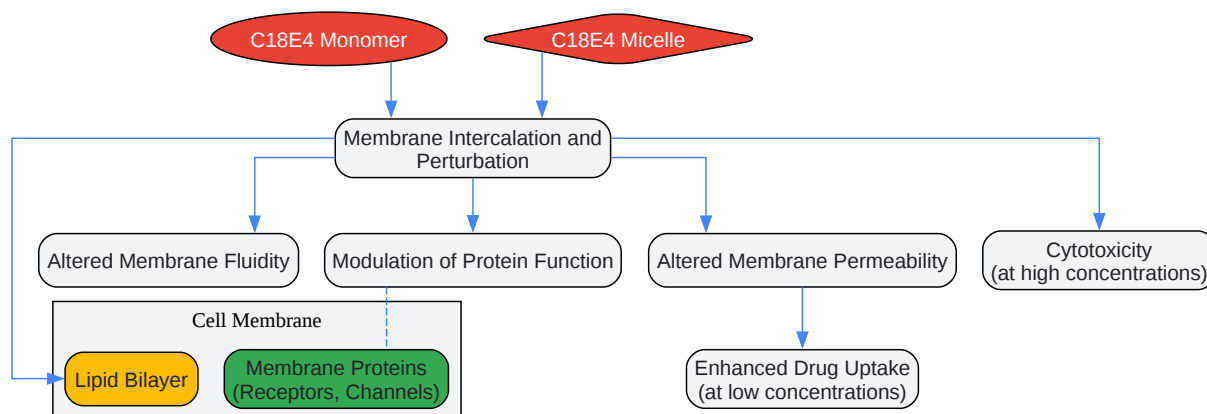 C18E4 Monomer
C18E4 Micelle
Membrane Intercalation and
Perturbation
Altered Membrane Fluidity
Modulation of Protein Function
Altered Membrane Permeability
Cytotoxicity
(at high concentrations)
Cell Membrane
Lipid Bilayer
Membrane Proteins
(Receptors, Channels)
Enhanced Drug Uptake
(at low concentrations)